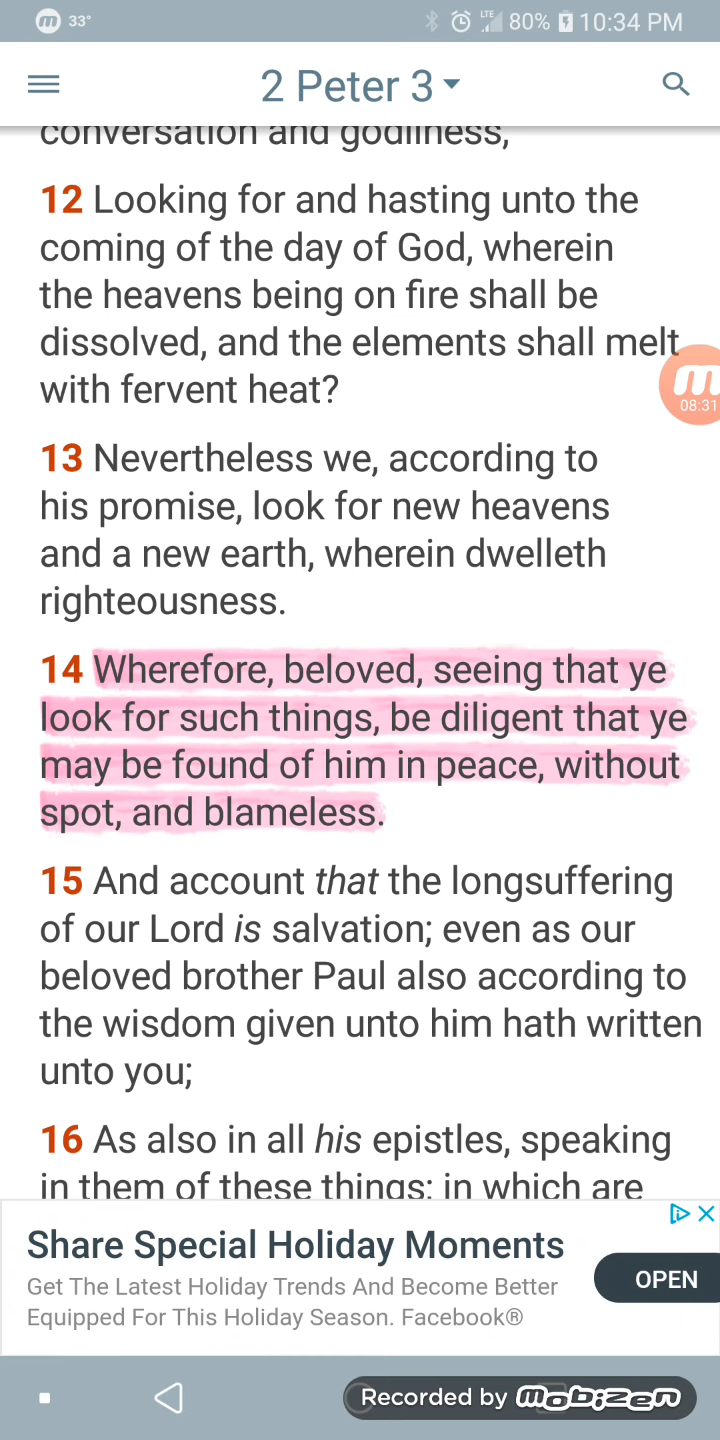 33°
LTE 80% 10:34 PM
2 Peter 3
conversation and godliness,
12 Looking for and hasting unto the
coming of the day of God, wherein
the heavens being on fire shall be
dissolved, and the elements shall melt
with fervent heat?
08:31
13 Nevertheless we, according to
his promise, look for new heavens
and a new earth, wherein dwelleth
righteousness.
14 Wherefore, beloved, seeing that ye
look for such things, be diligent that ye
may be found of him in peace, without
spot, and blameless.
15 And account that the longsuffering
of our Lord is salvation; even as our
beloved brother Paul also according to
the wisdom given unto him hath written
unto you;
16 As also in all his epistles, speaking
in them of these things; in which are
Share Special Holiday Moments
Get The Latest Holiday Trends And Become Better
Equipped For This Holiday Season. Facebook®
OPEN
Recorded by mobizen